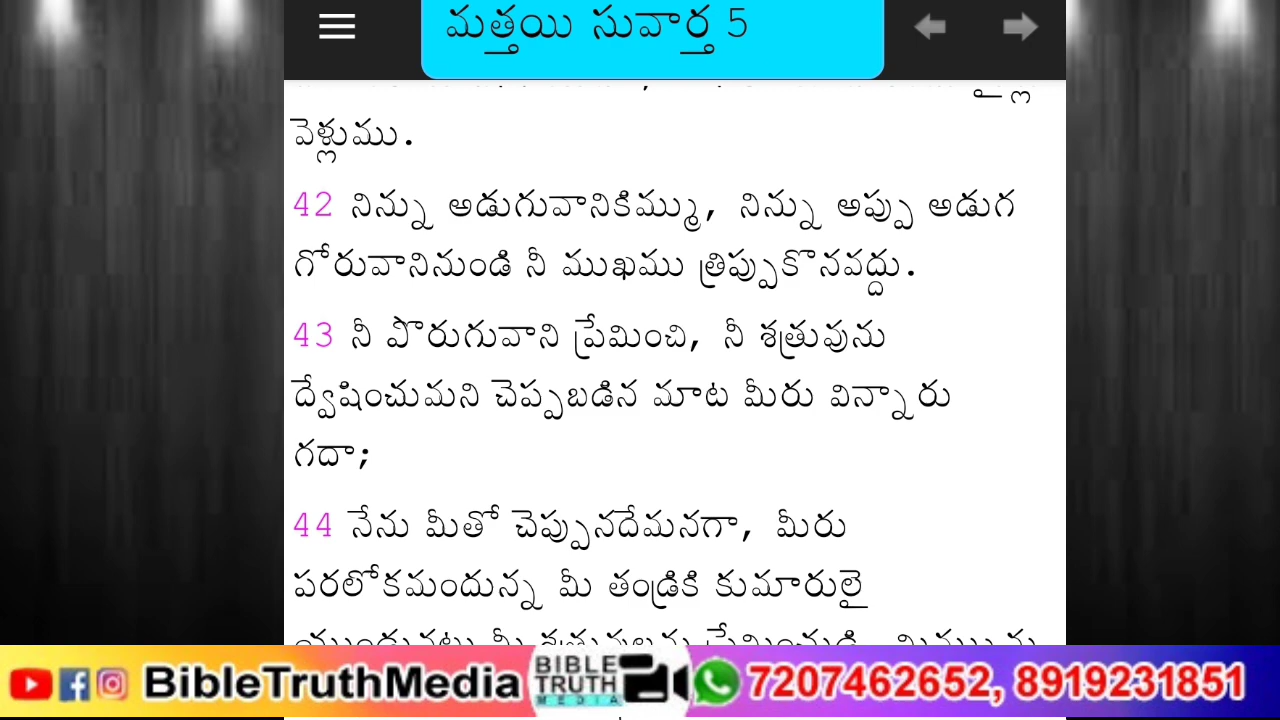 మత్తయి సువార్త 5
వెళ్లుము.
42 నిన్ను అడుగువానికిమ్ము, నిన్ను అప్పు అడుగ
గోరువానినుండి నీ ముఖము త్రిప్పుకొనవద్దు.
43 నీ పొరుగువాని ప్రేమించి, నీ శత్రువును
ద్వేషించుమని చెప్పబడిన మాట మీరు విన్నారు
గదా;
44 నేను మీతో చెప్పునదేమనగా, మీరు
పరలోకమందున్న మీ తండ్రికి కుమారులై
BibleTruthMedia BIBLE TRUTH MEDIA 7207462652, 8919231851